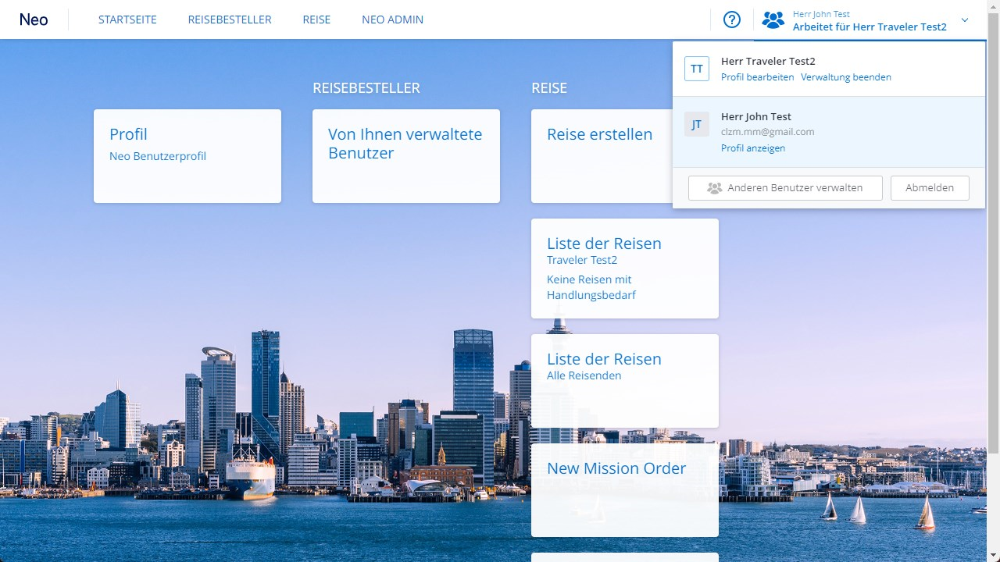 Neo
STARTSEITE
REISEBESTELLER
REISE
NEO ADMIN
?
Herr John Test
Arbeitet für Herr Traveler Test2
TT
Herr Traveler Test2
Profil bearbeiten Verwaltung beenden
JT
Herr John Test
clzm.mm@gmail.com
Profil anzeigen
Anderen Benutzer verwalten
Abmelden
Profil
Neo Benutzerprofil
REISEBESTELLER
Von Ihnen verwaltete
Benutzer
REISE
Reise erstellen
Liste der Reisen
Traveler Test2
Keine Reisen mit
Handlungsbedarf
Liste der Reisen
Alle Reisenden
New Mission Order